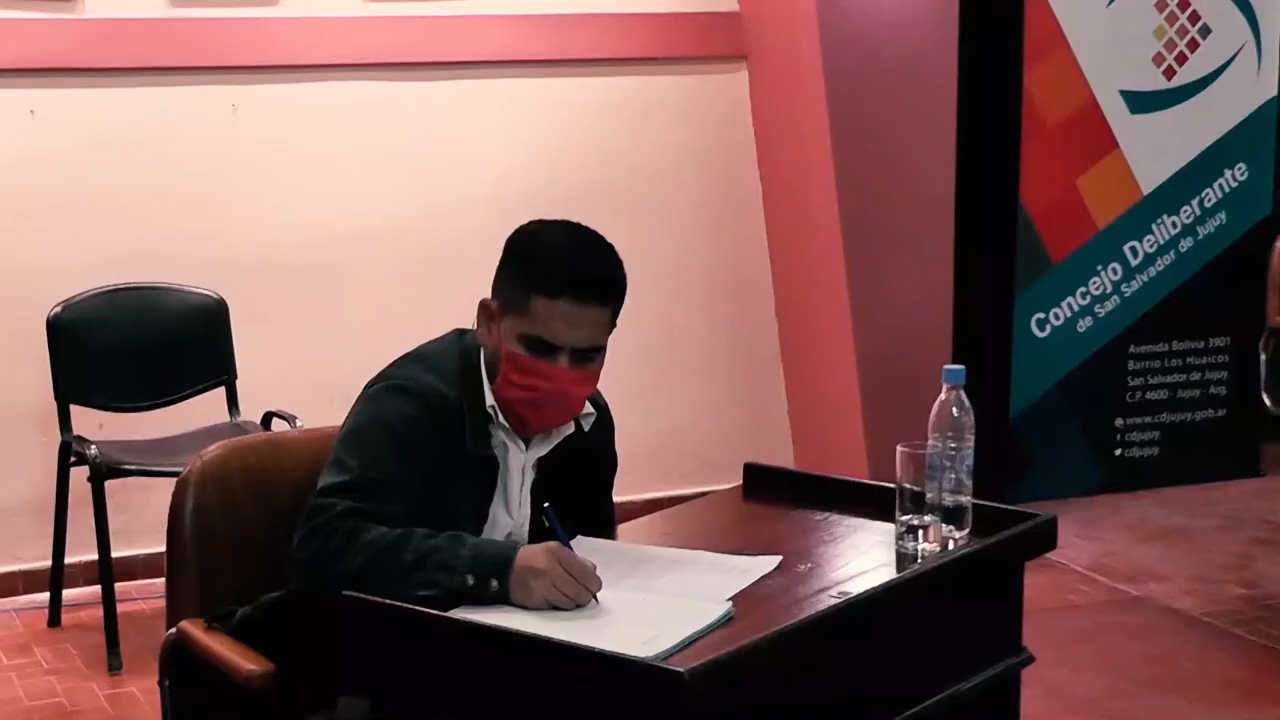 Concejo Deliberante
de San Salvador de Jujuy
Avenida Bolivia 3901
Barrio Los Huaicos
San Salvador de Jujuy
C.P. 4600 - Jujuy - Arg.
www.cdjujuy.gob.ar
cdjujuy
cdjujuy